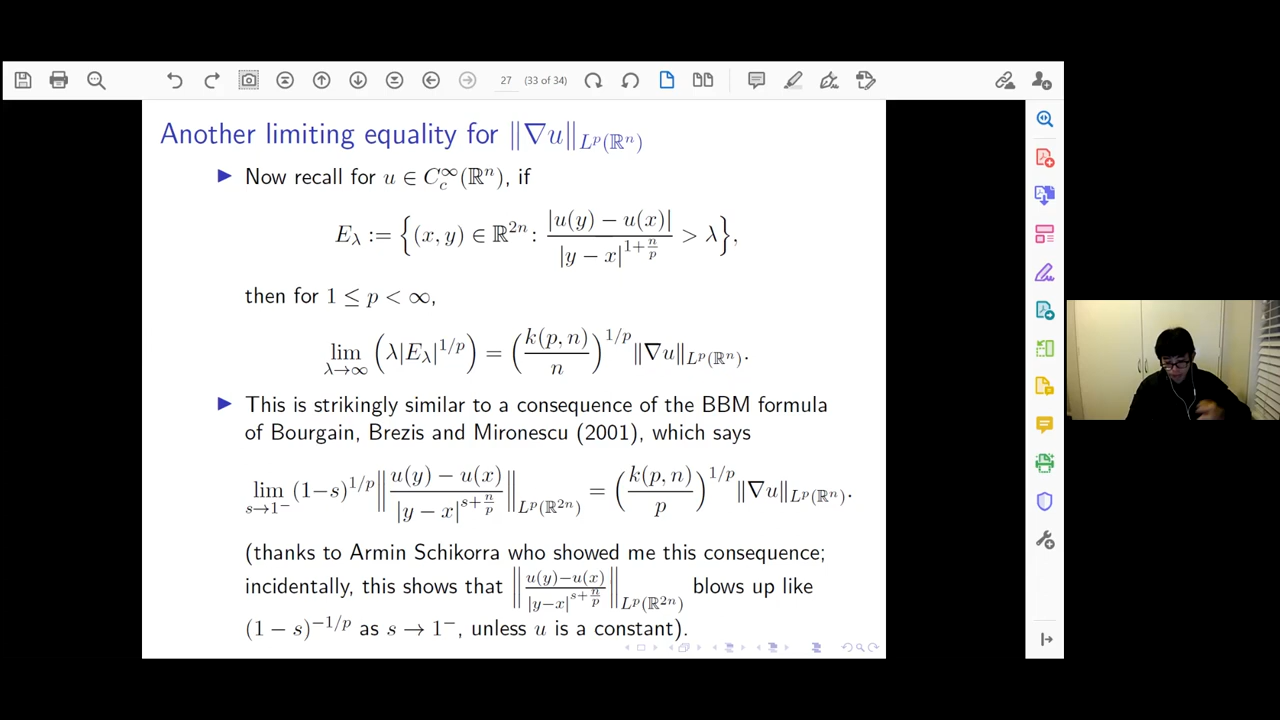 27 (33 of 34)
Another limiting equality for ‖∇u‖_{L^p(ℝ^n)}
▶ Now recall for u ∈ C_c^∞(ℝ^n), if
E_λ := {(x, y) ∈ ℝ^{2n} : |u(y) − u(x)| / |y − x|^{1+n/p} > λ},
then for 1 ≤ p < ∞,
lim_{λ→∞} (λ|E_λ|^{1/p}) = (k(p, n)/n)^{1/p} ‖∇u‖_{L^p(ℝ^n)}.
▶ This is strikingly similar to a consequence of the BBM formula
of Bourgain, Brezis and Mironescu (2001), which says
lim_{s→1^−} (1−s)^{1/p} ‖(u(y) − u(x)) / |y − x|^{s+n/p}‖_{L^p(ℝ^{2n})} = (k(p, n)/p)^{1/p} ‖∇u‖_{L^p(ℝ^n)}.
(thanks to Armin Schikorra who showed me this consequence;
incidentally, this shows that ‖(u(y)−u(x)) / |y−x|^{s+n/p}‖_{L^p(ℝ^{2n})} blows up like
(1 − s)^{−1/p} as s → 1^−, unless u is a constant).